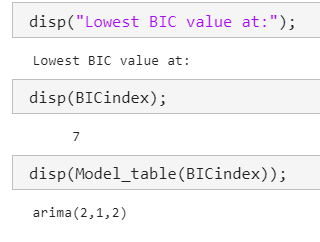 disp("Lowest BIC value at:");
Lowest BIC value at:
disp(BICindex);
7
disp(Model_table(BICindex));
arima(2,1,2)